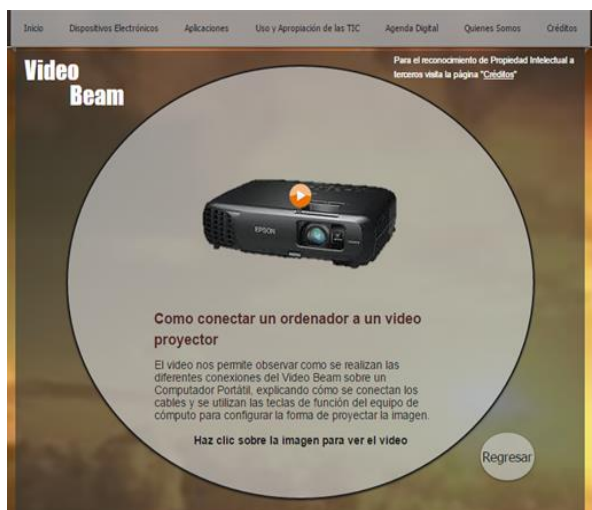 Inicio Dispositivos Electrónicos Aplicaciones Uso y Apropiación de las TIC Agenda Digital Quienes Somos Créditos
Video
Beam
Para el reconocimiento de Propiedad Intelectual a
terceros visita la página "Créditos"
EPSON
Como conectar un ordenador a un video
proyector
El video nos permite observar como se realizan las
diferentes conexiones del Video Beam sobre un
Computador Portátil, explicando cómo se conectan los
cables y se utilizan las teclas de función del equipo de
cómputo para configurar la forma de proyectar la imagen.
Haz clic sobre la imagen para ver el video
Regresar